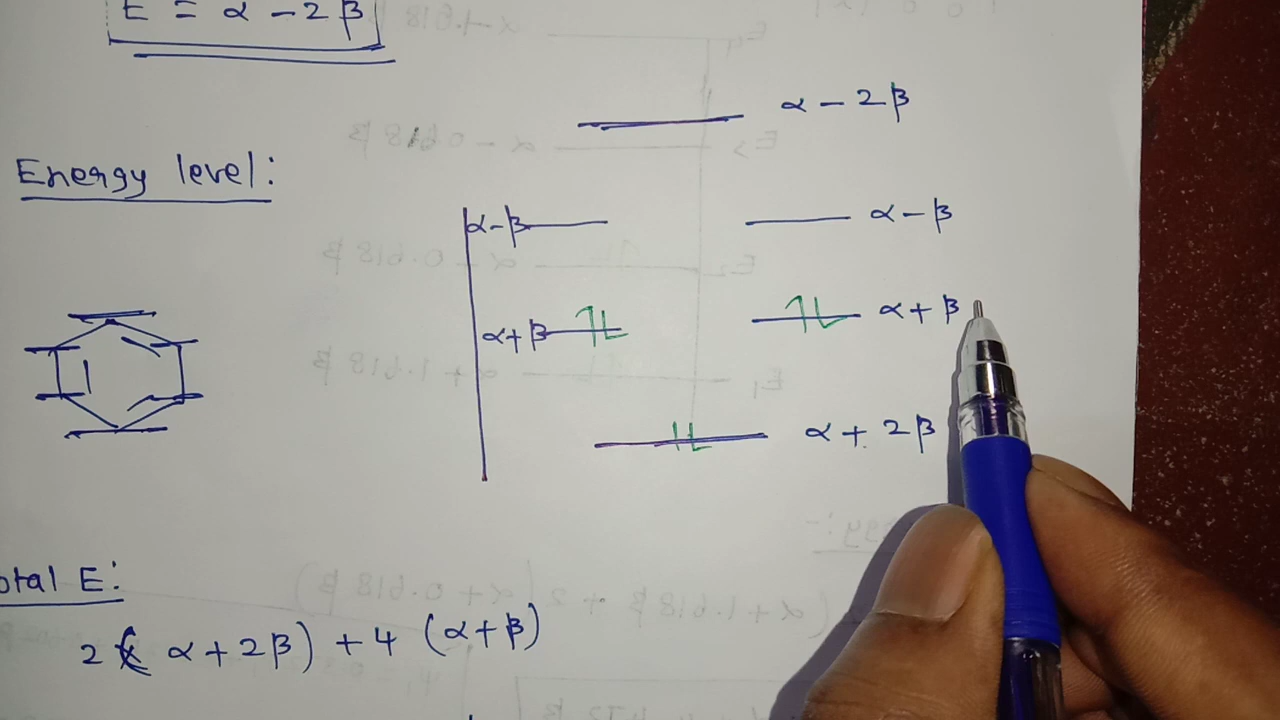 E = α - 2β
Energy level:
α - 2β
α-β
α - β
α+β
α + β
α + 2β
otal E:
2( α + 2β) + 4 (α+β)